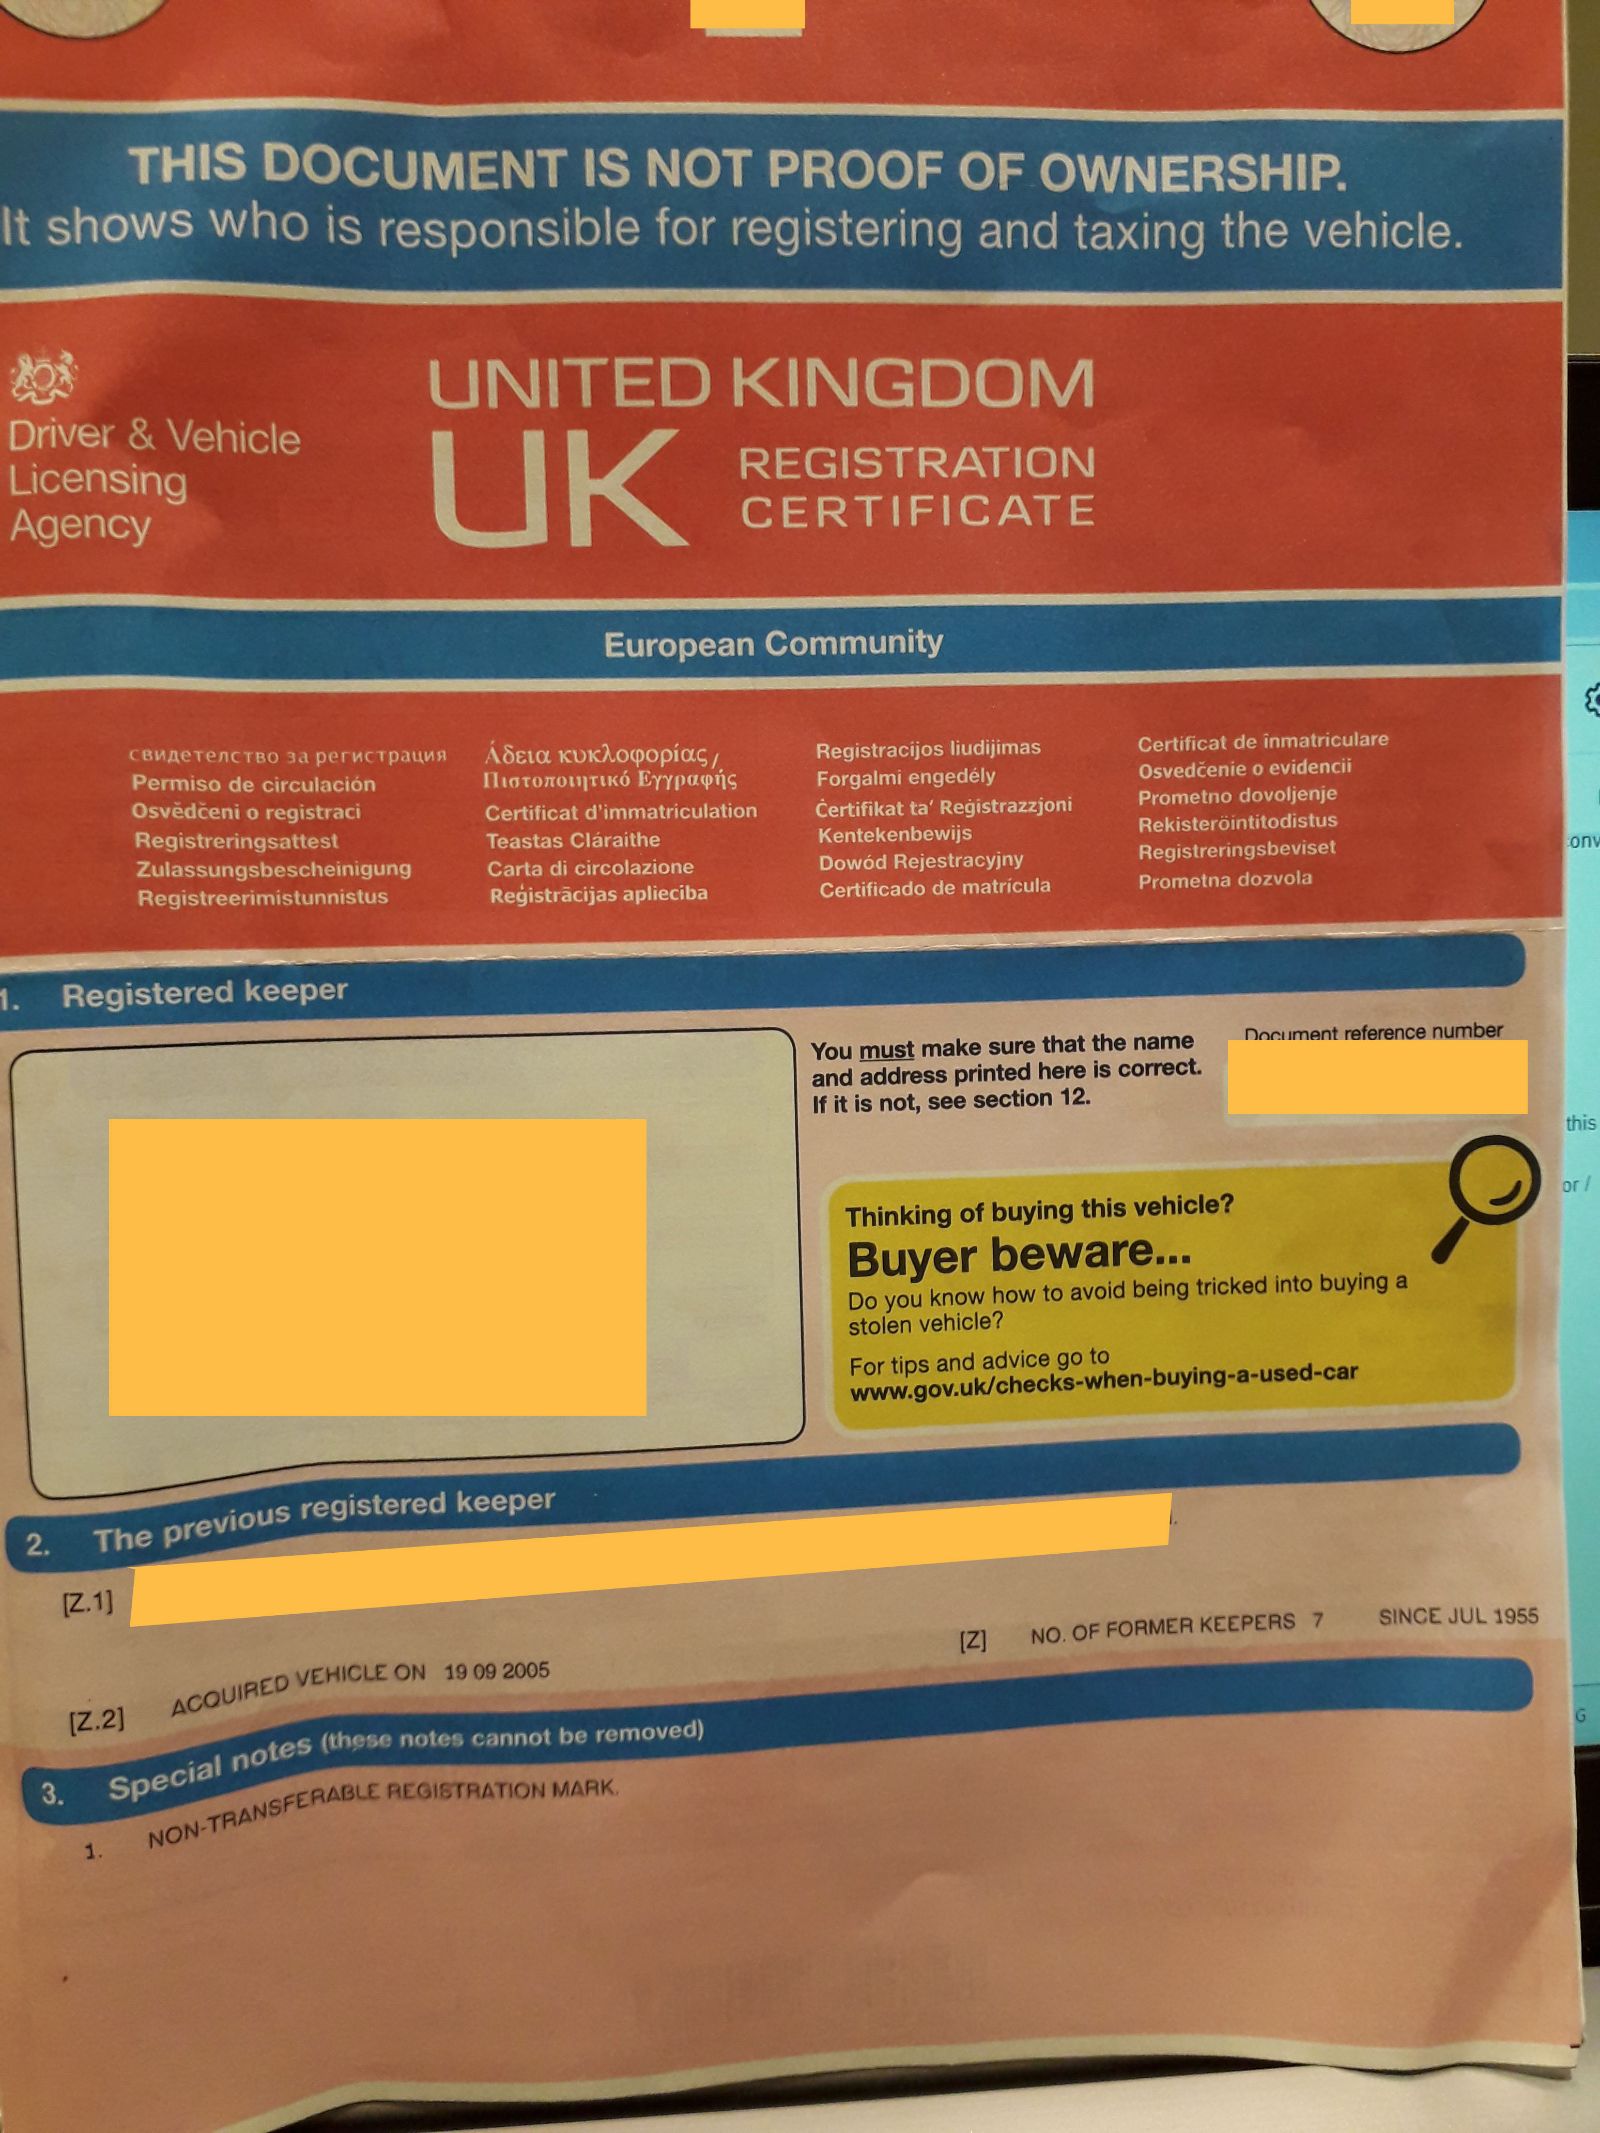 THIS DOCUMENT IS NOT PROOF OF OWNERSHIP.
It shows who is responsible for registering and taxing the vehicle.
Driver & Vehicle
Licensing
Agency
UNITED KINGDOM
UK REGISTRATION
CERTIFICATE
European Community
свидетелство за регистрация
Permiso de circulación
Osvědčeni o registraci
Registreringsattest
Zulassungsbescheinigung
Registreerimistunnistus
Άδεια κυκλοφορίας /
Πιστοποιητικό Εγγραφής
Certificat d'immatriculation
Teastas Cláraithe
Carta di circolazione
Reģistrācijas apliecība
Registracijos liudijimas
Forgalmi engedély
Ċertifikat ta' Reġistrazzjoni
Kentekenbewijs
Dowód Rejestracyjny
Certificado de matrícula
Certificat de înmatriculare
Osvedčenie o evidencii
Prometno dovoljenje
Rekisteröintitodistus
Registreringsbeviset
Prometna dozvola
1. Registered keeper
You must make sure that the name
and address printed here is correct.
If it is not, see section 12.
Document reference number
Thinking of buying this vehicle?
Buyer beware...
Do you know how to avoid being tricked into buying a
stolen vehicle?
For tips and advice go to
www.gov.uk/checks-when-buying-a-used-car
2. The previous registered keeper
[Z.1]
[Z] NO. OF FORMER KEEPERS 7 SINCE JUL 1955
[Z.2] ACQUIRED VEHICLE ON 19 09 2005
3. Special notes (these notes cannot be removed)
1. NON-TRANSFERABLE REGISTRATION MARK.
this
or /
G